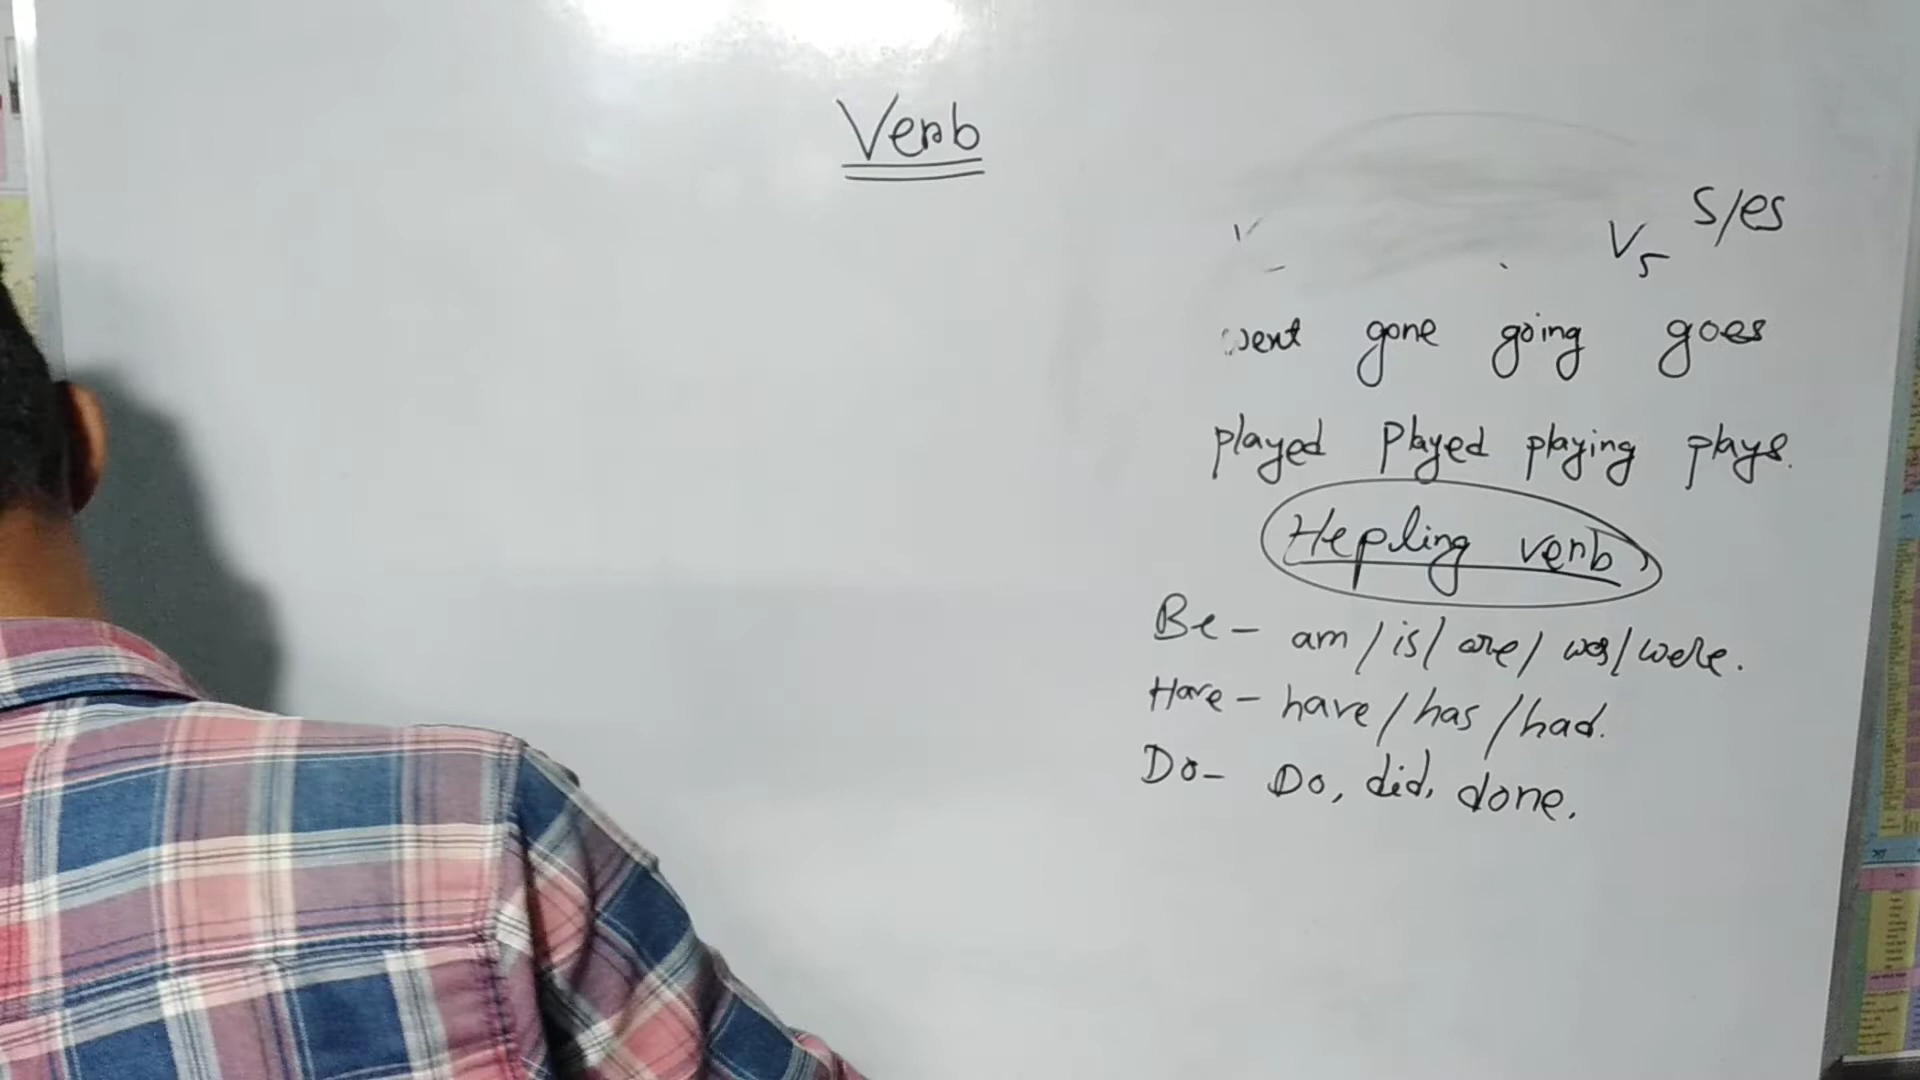 Verb
V5 s/es
went gone going goes
played Played playing plays.
Hepling verb
Be - am / is / are / was / were.
Have - have / has / had.
Do - Do, did, done.